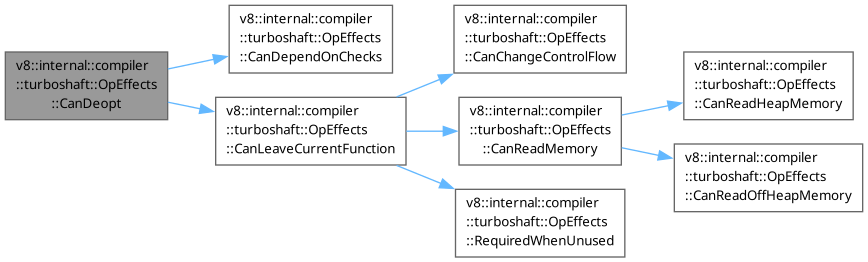 v8::internal::compiler
::turboshaft::OpEffects
::CanDeopt
v8::internal::compiler
::turboshaft::OpEffects
::CanDependOnChecks
v8::internal::compiler
::turboshaft::OpEffects
::CanLeaveCurrentFunction
v8::internal::compiler
::turboshaft::OpEffects
::CanChangeControlFlow
v8::internal::compiler
::turboshaft::OpEffects
::CanReadMemory
v8::internal::compiler
::turboshaft::OpEffects
::RequiredWhenUnused
v8::internal::compiler
::turboshaft::OpEffects
::CanReadHeapMemory
v8::internal::compiler
::turboshaft::OpEffects
::CanReadOffHeapMemory